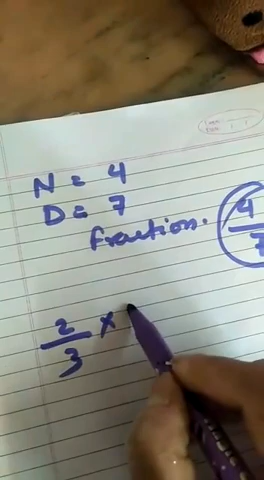 N = 4
D = 7
fraction.
4/7
2/3 ×